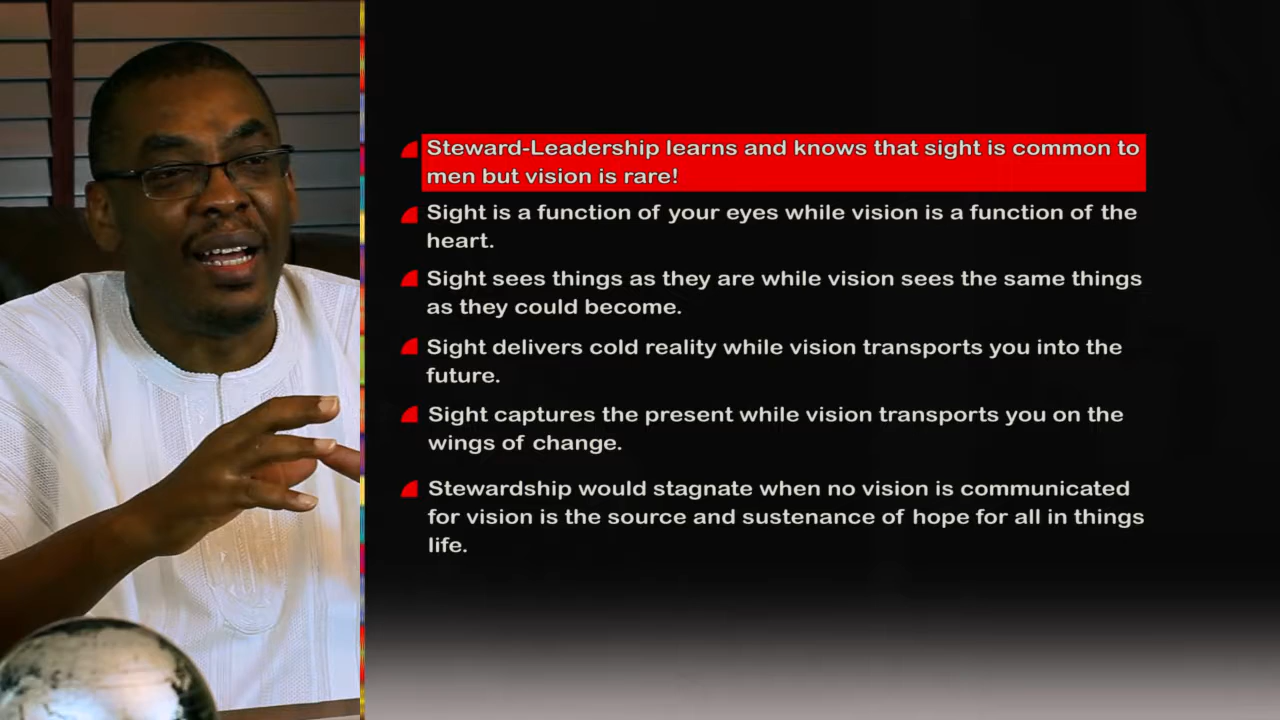 Steward-Leadership learns and knows that sight is common to
men but vision is rare!
Sight is a function of your eyes while vision is a function of the
heart.
Sight sees things as they are while vision sees the same things
as they could become.
Sight delivers cold reality while vision transports you into the
future.
Sight captures the present while vision transports you on the
wings of change.
Stewardship would stagnate when no vision is communicated
for vision is the source and sustenance of hope for all in things
life.